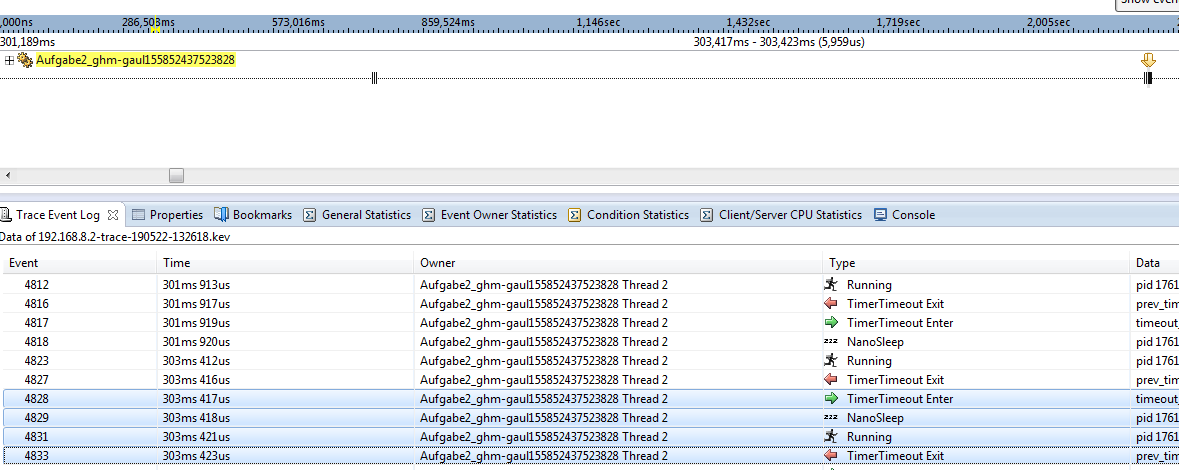 Show even
,000ns 286,508ms 573,016ms 859,524ms 1,146sec 1,432sec 1,719sec 2,005sec
301,189ms 303,417ms - 303,423ms (5,959us)
Aufgabe2_ghm-gaul155852437523828
Trace Event Log Properties Bookmarks General Statistics Event Owner Statistics Condition Statistics Client/Server CPU Statistics Console
Data of 192.168.8.2-trace-190522-132618.kev
Event Time Owner Type Data
4812 301ms 913us Aufgabe2_ghm-gaul155852437523828 Thread 2 Running pid 1761
4816 301ms 917us Aufgabe2_ghm-gaul155852437523828 Thread 2 TimerTimeout Exit prev_tim
4817 301ms 919us Aufgabe2_ghm-gaul155852437523828 Thread 2 TimerTimeout Enter timeout_
4818 301ms 920us Aufgabe2_ghm-gaul155852437523828 Thread 2 zzz NanoSleep pid 1761
4823 303ms 412us Aufgabe2_ghm-gaul155852437523828 Thread 2 Running pid 1761
4827 303ms 416us Aufgabe2_ghm-gaul155852437523828 Thread 2 TimerTimeout Exit prev_tim
4828 303ms 417us Aufgabe2_ghm-gaul155852437523828 Thread 2 TimerTimeout Enter timeout_
4829 303ms 418us Aufgabe2_ghm-gaul155852437523828 Thread 2 zzz NanoSleep pid 1761
4831 303ms 421us Aufgabe2_ghm-gaul155852437523828 Thread 2 Running pid 1761
4833 303ms 423us Aufgabe2_ghm-gaul155852437523828 Thread 2 TimerTimeout Exit prev_tim